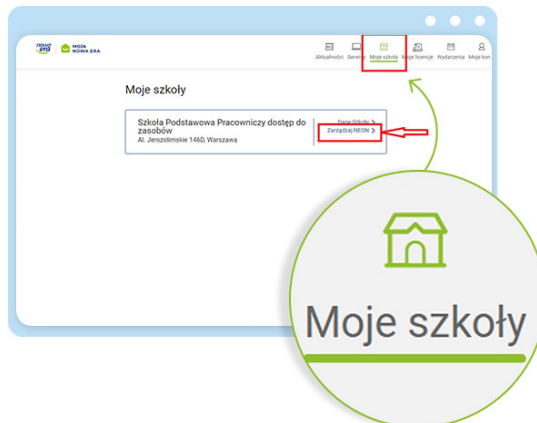 nowa era
MOJA
NOWA ERA
Aktualności Serwisy Moje szkoły Moje licencje Wydarzenia Moje kon
Moje szkoły
Szkoła Podstawowa Pracowniczy dostęp do
zasobów
Al. Jerozolimskie 146D, Warszawa
Dane Szkoły >
Zarządzaj NEON >
Moje szkoły